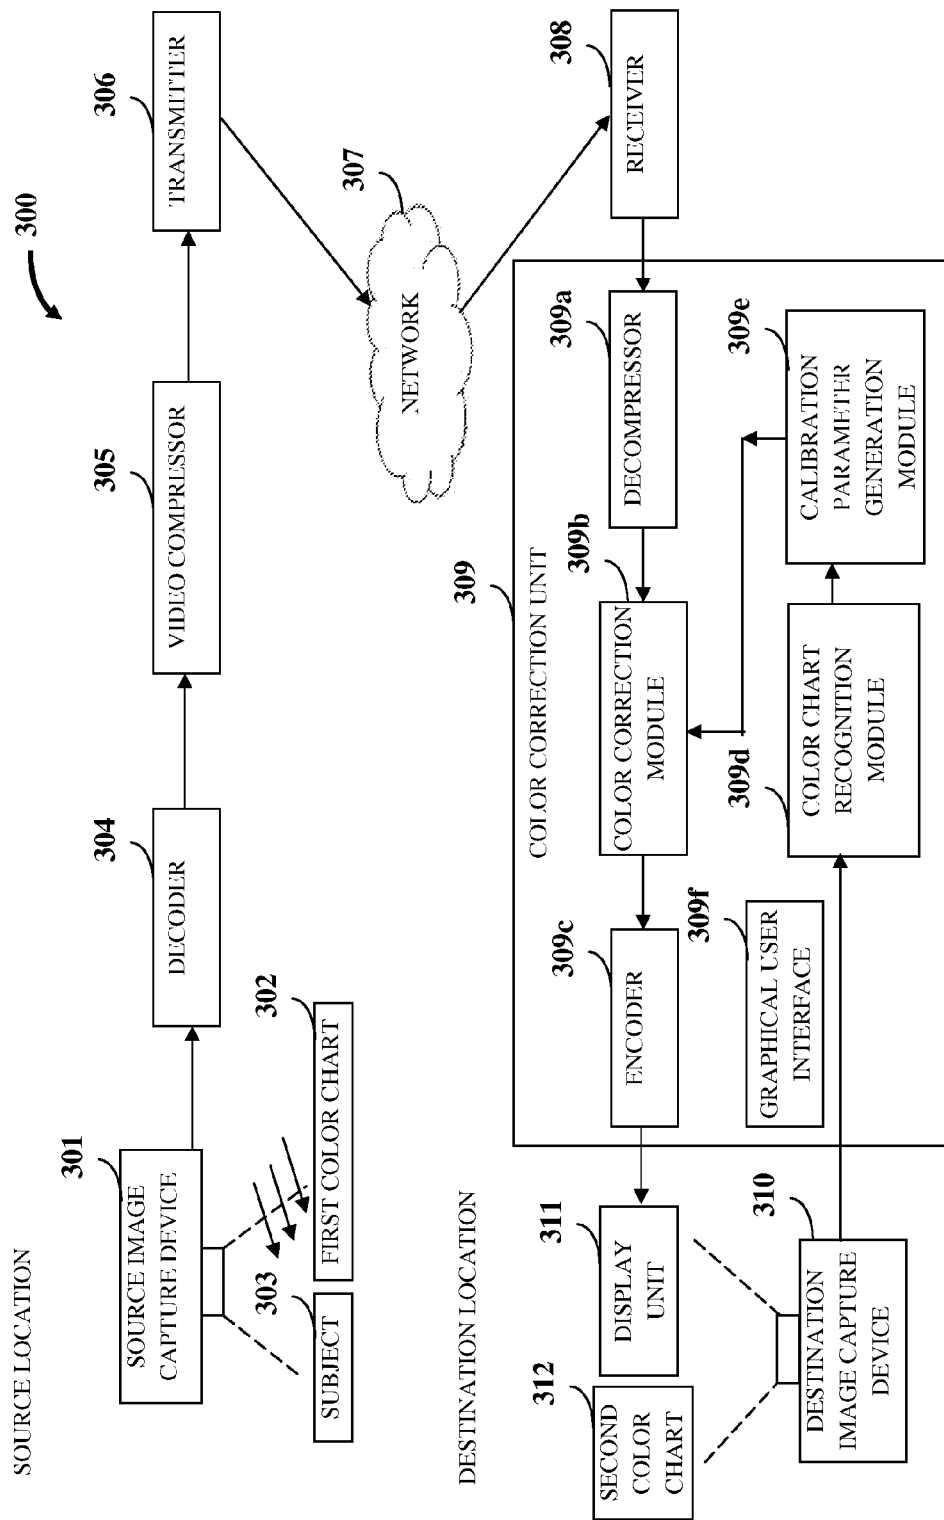 300
SOURCE LOCATION
301
SOURCE IMAGE
CAPTURE DEVICE
304
DECODER
305
VIDEO COMPRESSOR
306
TRANSMITTER
303
SUBJECT
302
FIRST COLOR CHART
307
NETWORK
308
RECEIVER
DESTINATION LOCATION
309
COLOR CORRECTION UNIT
311
DISPLAY
UNIT
309c
ENCODER
309b
COLOR CORRECTION
MODULE
309a
DECOMPRESSOR
312
SECOND
COLOR
CHART
309f
GRAPHICAL USER
INTERFACE
309d
COLOR CHART
RECOGNITION
MODULE
309e
CALIBRATION
PARAMETER
GENERATION
MODULE
310
DESTINATION
IMAGE CAPTURE
DEVICE